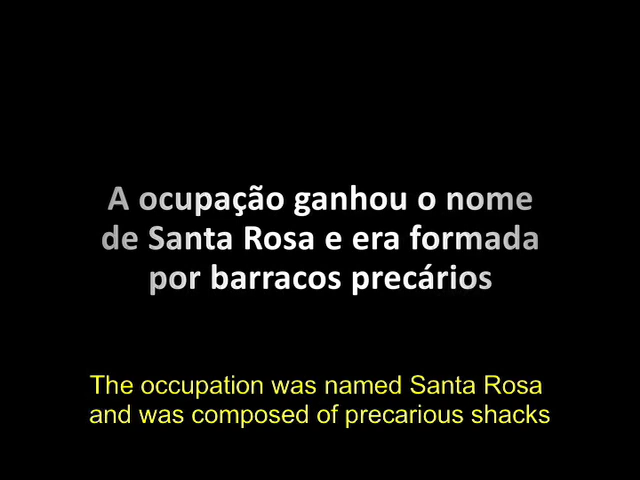 A ocupação ganhou o nome
de Santa Rosa e era formada
por barracos precários
The occupation was named Santa Rosa
and was composed of precarious shacks